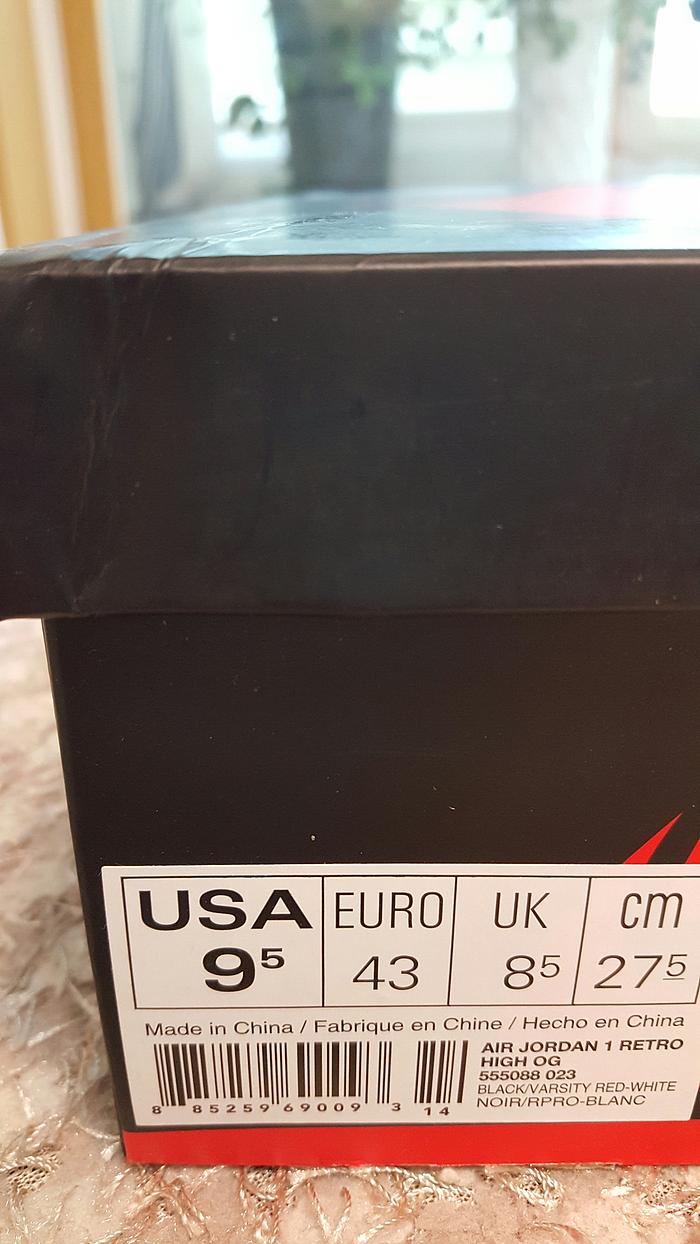 USA EURO UK cm
9⁵ 43 8⁵ 27⁵
Made in China / Fabrique en Chine / Hecho en China
AIR JORDAN 1 RETRO
HIGH OG
555088 023
BLACK/VARSITY RED-WHITE
NOIR/RPRO-BLANC
8 85259 69009 3 14